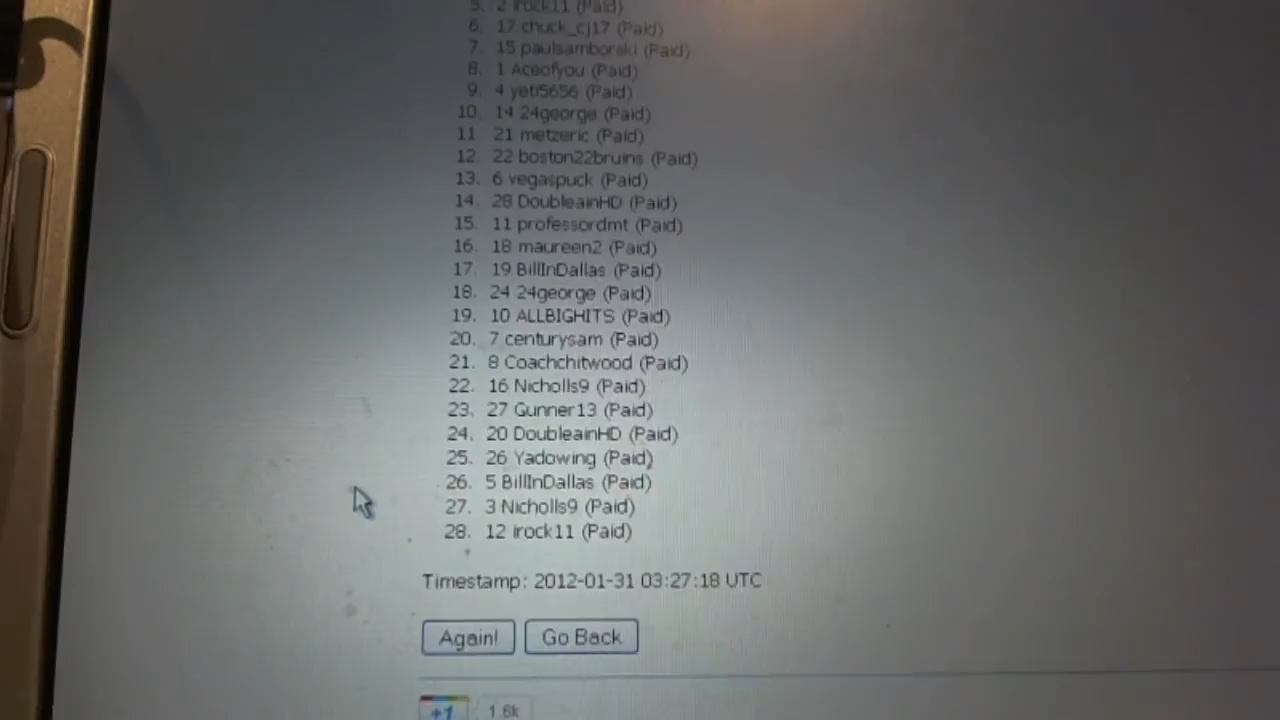 5. 2 irock11 (Paid)
6. 17 chuck_cj17 (Paid)
7. 15 paulsamborski (Paid)
8. 1 Aceofyou (Paid)
9. 4 yeti5656 (Paid)
10. 14 24george (Paid)
11. 21 metzeric (Paid)
12. 22 boston22bruins (Paid)
13. 6 vegaspuck (Paid)
14. 28 DoubleainHD (Paid)
15. 11 professordmt (Paid)
16. 18 maureen2 (Paid)
17. 19 BillInDallas (Paid)
18. 24 24george (Paid)
19. 10 ALLBIGHITS (Paid)
20. 7 centurysam (Paid)
21. 8 Coachchitwood (Paid)
22. 16 Nicholls9 (Paid)
23. 27 Gunner13 (Paid)
24. 20 DoubleainHD (Paid)
25. 26 Yadowing (Paid)
26. 5 BillInDallas (Paid)
27. 3 Nicholls9 (Paid)
28. 12 irock11 (Paid)
Timestamp: 2012-01-31 03:27:18 UTC
Again! Go Back
+1 1.6k